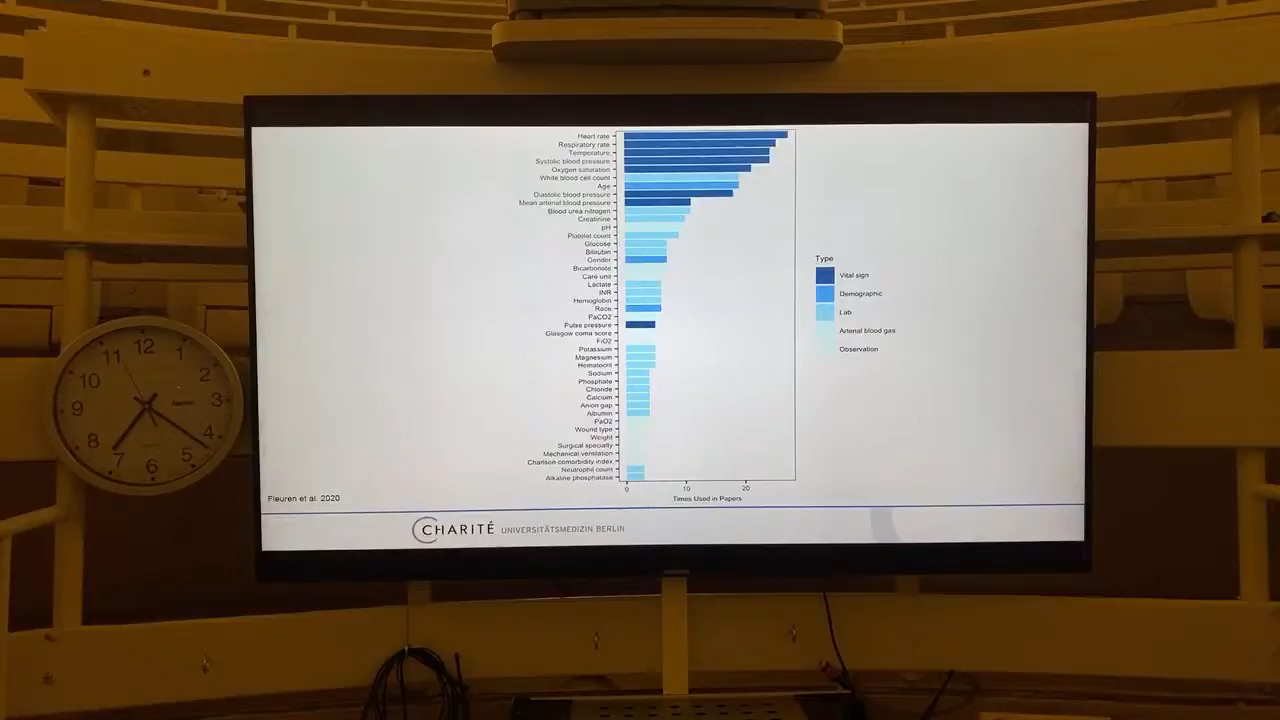 Heart rate
Respiratory rate
Temperature
Systolic blood pressure
Oxygen saturation
White blood cell count
Age
Diastolic blood pressure
Mean arterial blood pressure
Blood urea nitrogen
Creatinine
pH
Platelet count
Glucose
Bilirubin
Gender
Bicarbonate
Care unit
Lactate
INR
Hemoglobin
Race
PaCO2
Pulse pressure
Glasgow coma score
FiO2
Potassium
Magnesium
Hematocrit
Sodium
Phosphate
Chloride
Calcium
Anion gap
Albumin
PaO2
Wound type
Weight
Surgical specialty
Mechanical ventilation
Charlson comorbidity index
Neutrophil count
Alkaline phosphatase
0 10 20
Times Used in Papers
Type
Vital sign
Demographic
Lab
Arterial blood gas
Observation
Fleuren et al. 2020
CHARITÉ UNIVERSITÄTSMEDIZIN BERLIN
12
1
2
3
4
5
6
7
8
9
10
11